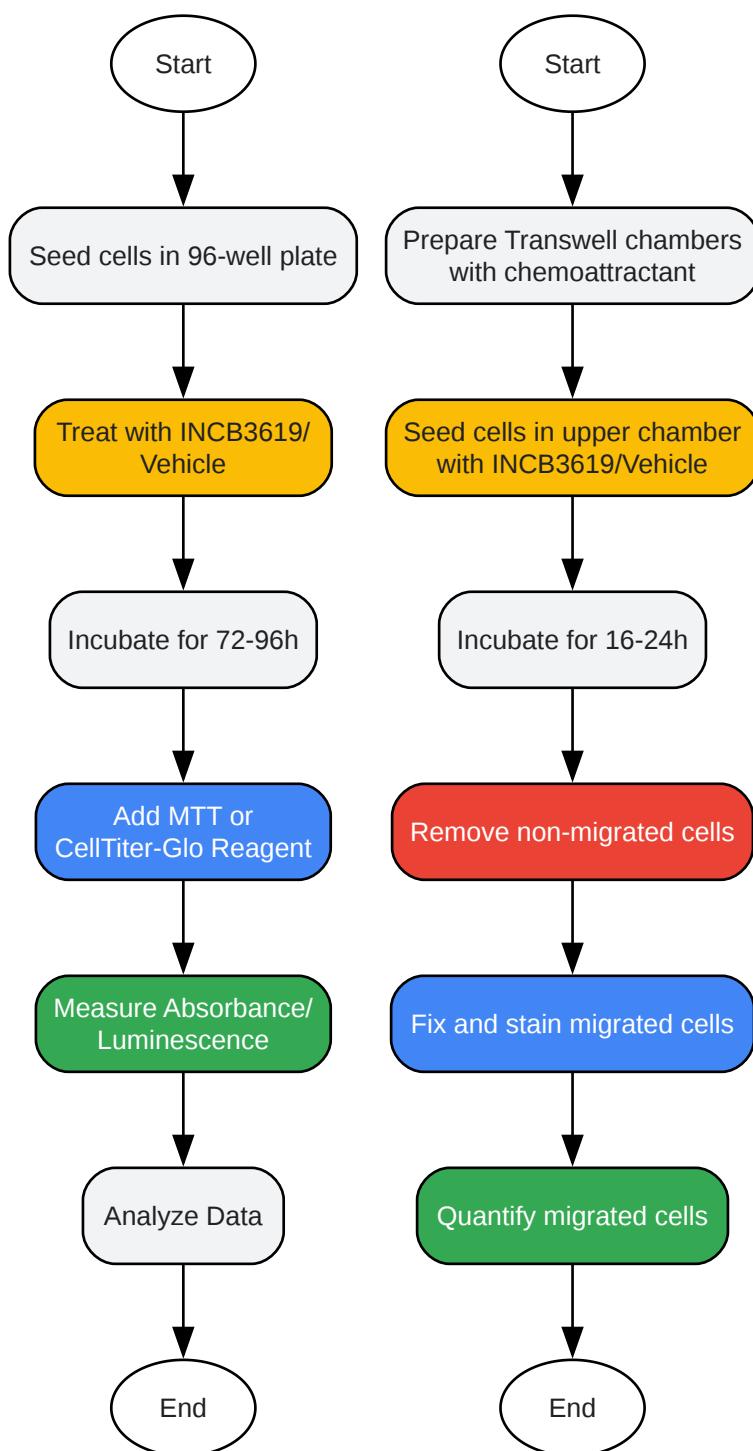 Start
Seed cells in 96-well plate
Treat with INCB3619/
Vehicle
Incubate for 72-96h
Add MTT or
CellTiter-Glo Reagent
Measure Absorbance/
Luminescence
Analyze Data
End
Start
Prepare Transwell chambers
with chemoattractant
Seed cells in upper chamber
with INCB3619/Vehicle
Incubate for 16-24h
Remove non-migrated cells
Fix and stain migrated cells
Quantify migrated cells
End